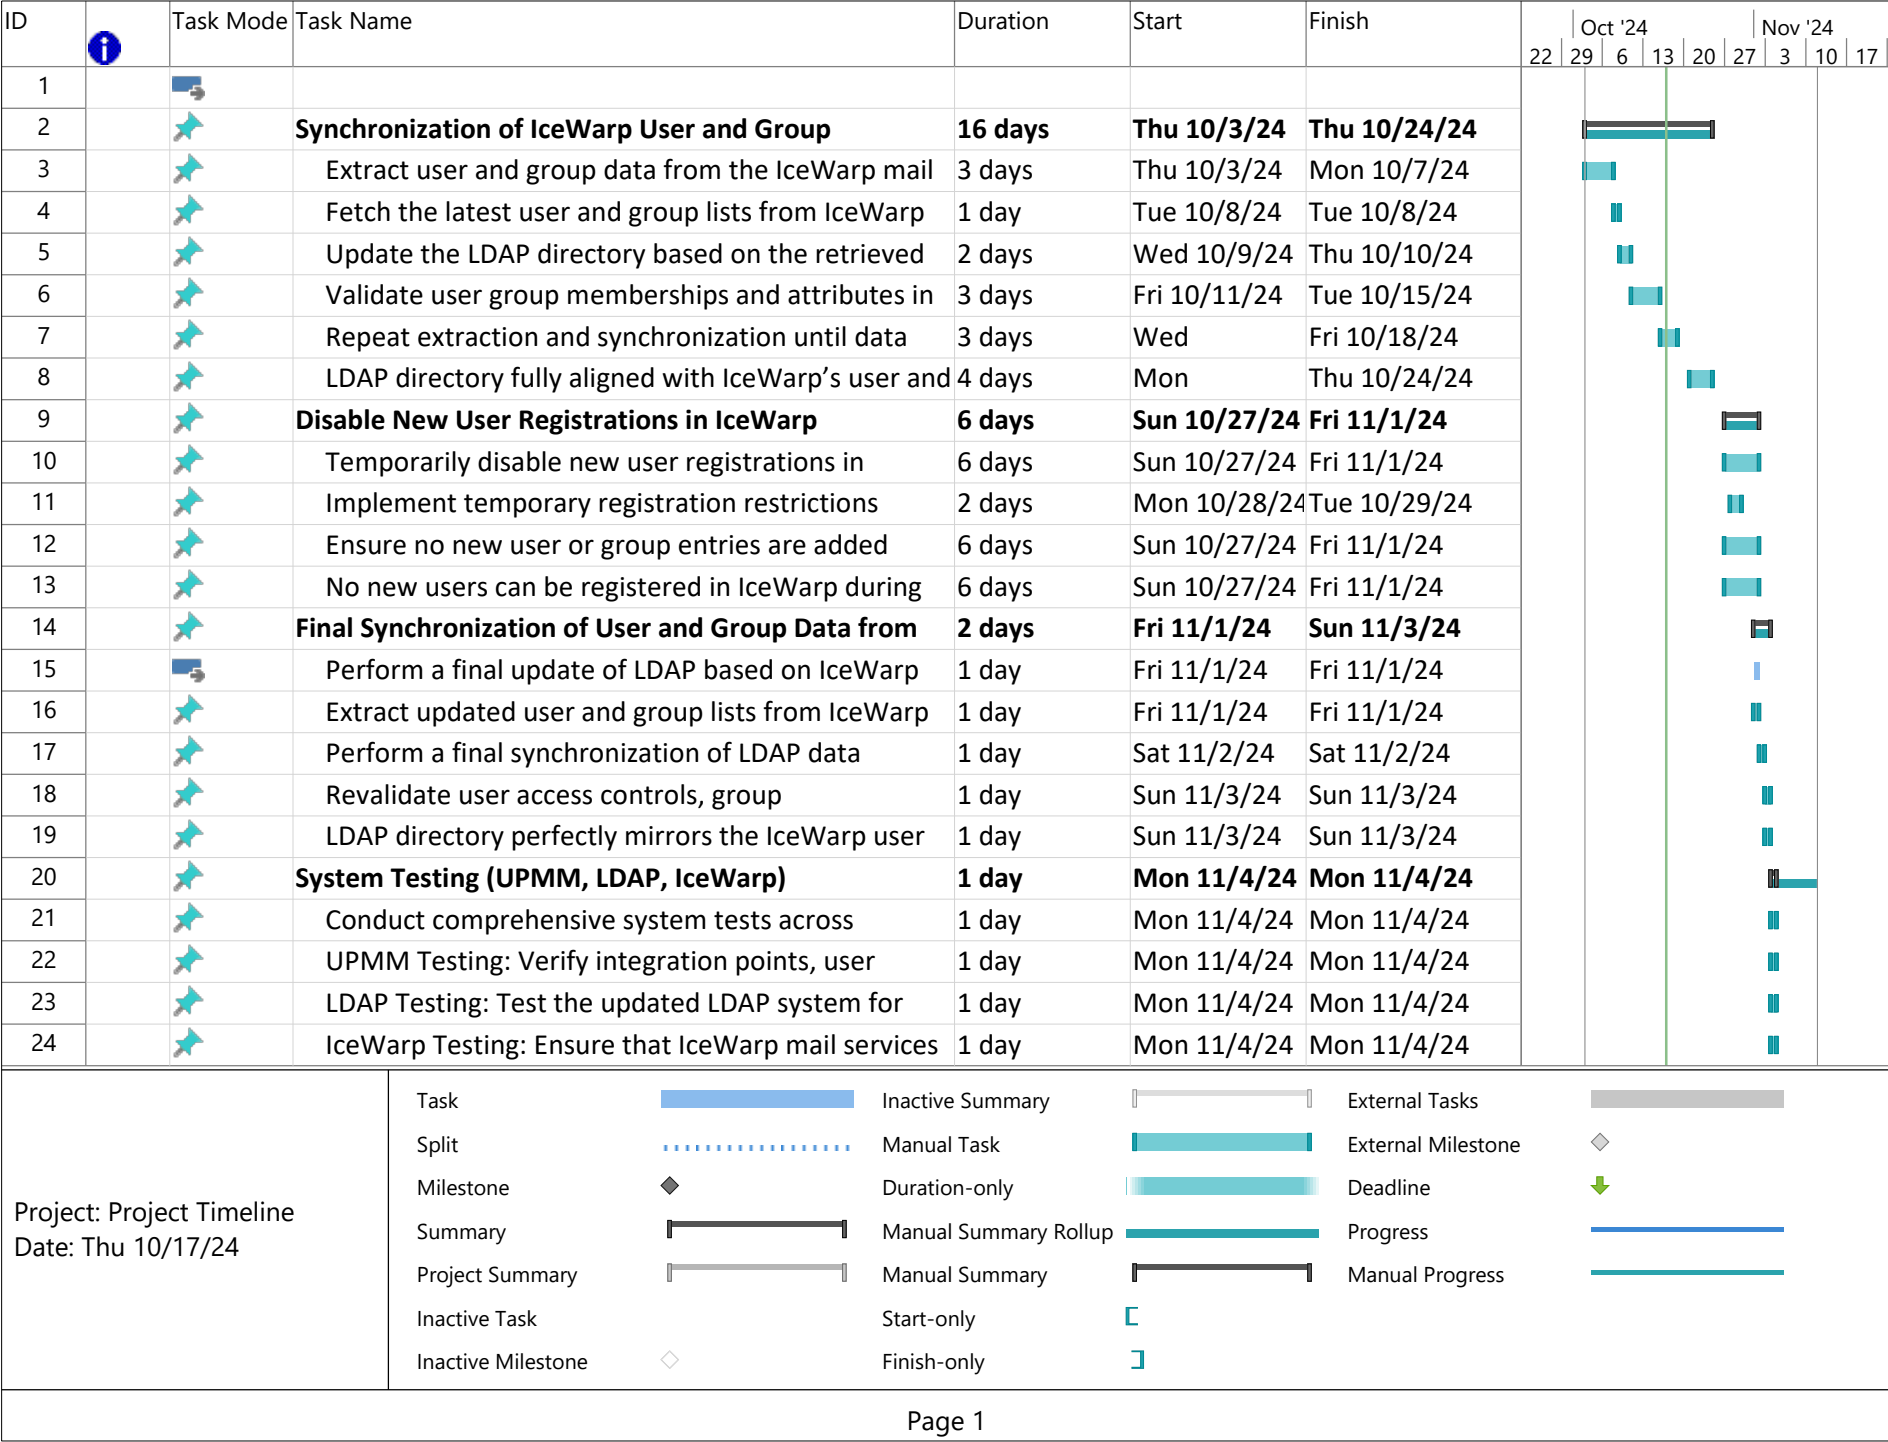 ID Task Mode Task Name Duration Start Finish
Oct '24 Nov '24
22 29 6 13 20 27 3 10 17
1
2 Synchronization of IceWarp User and Group 16 days Thu 10/3/24 Thu 10/24/24
3 Extract user and group data from the IceWarp mail 3 days Thu 10/3/24 Mon 10/7/24
4 Fetch the latest user and group lists from IceWarp 1 day Tue 10/8/24 Tue 10/8/24
5 Update the LDAP directory based on the retrieved 2 days Wed 10/9/24 Thu 10/10/24
6 Validate user group memberships and attributes in 3 days Fri 10/11/24 Tue 10/15/24
7 Repeat extraction and synchronization until data 3 days Wed Fri 10/18/24
8 LDAP directory fully aligned with IceWarp’s user and 4 days Mon Thu 10/24/24
9 Disable New User Registrations in IceWarp 6 days Sun 10/27/24 Fri 11/1/24
10 Temporarily disable new user registrations in 6 days Sun 10/27/24 Fri 11/1/24
11 Implement temporary registration restrictions 2 days Mon 10/28/24 Tue 10/29/24
12 Ensure no new user or group entries are added 6 days Sun 10/27/24 Fri 11/1/24
13 No new users can be registered in IceWarp during 6 days Sun 10/27/24 Fri 11/1/24
14 Final Synchronization of User and Group Data from 2 days Fri 11/1/24 Sun 11/3/24
15 Perform a final update of LDAP based on IceWarp 1 day Fri 11/1/24 Fri 11/1/24
16 Extract updated user and group lists from IceWarp 1 day Fri 11/1/24 Fri 11/1/24
17 Perform a final synchronization of LDAP data 1 day Sat 11/2/24 Sat 11/2/24
18 Revalidate user access controls, group 1 day Sun 11/3/24 Sun 11/3/24
19 LDAP directory perfectly mirrors the IceWarp user 1 day Sun 11/3/24 Sun 11/3/24
20 System Testing (UPMM, LDAP, IceWarp) 1 day Mon 11/4/24 Mon 11/4/24
21 Conduct comprehensive system tests across 1 day Mon 11/4/24 Mon 11/4/24
22 UPMM Testing: Verify integration points, user 1 day Mon 11/4/24 Mon 11/4/24
23 LDAP Testing: Test the updated LDAP system for 1 day Mon 11/4/24 Mon 11/4/24
24 IceWarp Testing: Ensure that IceWarp mail services 1 day Mon 11/4/24 Mon 11/4/24
Project: Project Timeline
Date: Thu 10/17/24
Task
Split
Milestone
Summary
Project Summary
Inactive Task
Inactive Milestone
Inactive Summary
Manual Task
Duration-only
Manual Summary Rollup
Manual Summary
Start-only
Finish-only
External Tasks
External Milestone
Deadline
Progress
Manual Progress
Page 1